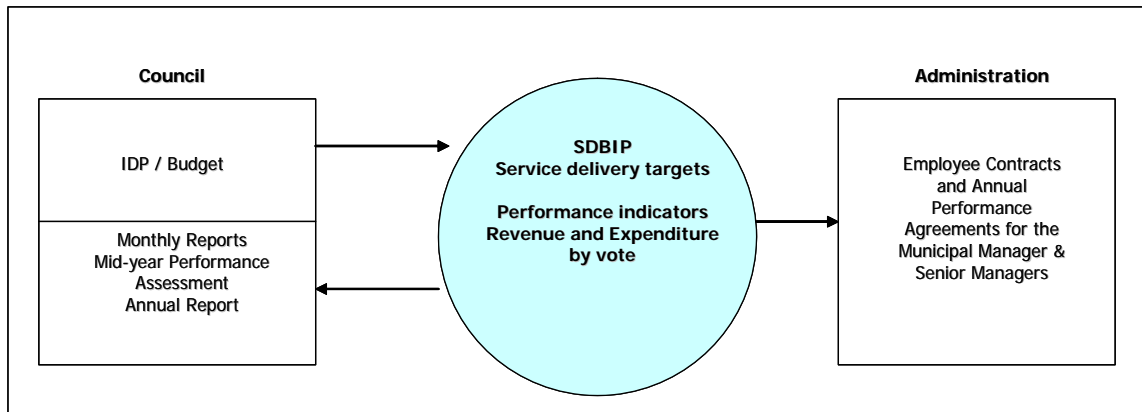 Council
IDP / Budget
Monthly Reports
Mid-year Performance
Assessment
Annual Report
SDBIP
Service delivery targets
Performance indicators
Revenue and Expenditure
by vote
Administration
Employee Contracts
and Annual
Performance
Agreements for the
Municipal Manager &
Senior Managers